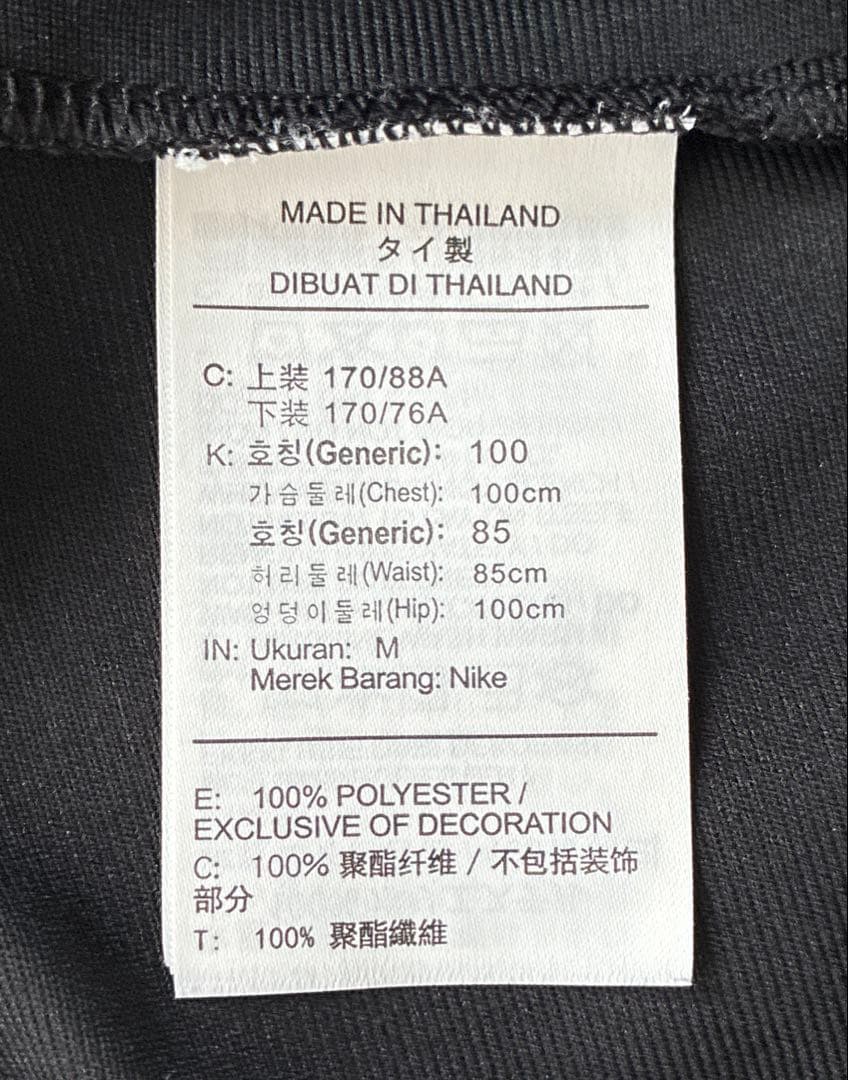 MADE IN THAILAND
タイ製
DIBUAT DI THAILAND
C: 上装 170/88A
下装 170/76A
K: 호칭(Generic): 100
가슴둘레(Chest): 100cm
호칭(Generic): 85
허리둘레(Waist): 85cm
엉덩이둘레(Hip): 100cm
IN: Ukuran: M
Merek Barang: Nike
E: 100% POLYESTER /
EXCLUSIVE OF DECORATION
C: 100% 聚酯纤维 / 不包括装饰
部分
T: 100% 聚酯纖維